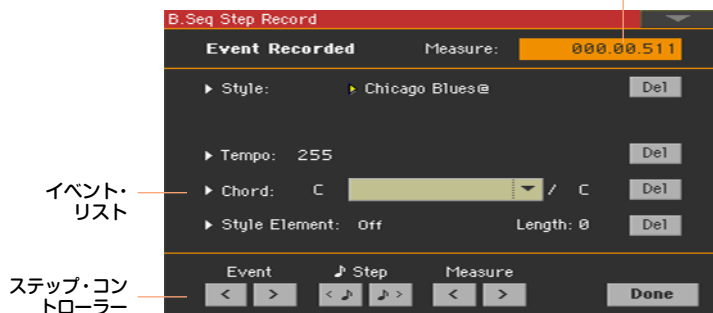 B.Seq Step Record
Event Recorded Measure: 000.00.511
Style: Chicago Blues@ Del
Tempo: 255 Del
イベント・
リスト
Chord: C / C Del
Style Element: Off Length: 0 Del
ステップ・コン
トローラー
Event ♪ Step Measure
< > < ♪ ♪ > < > Done